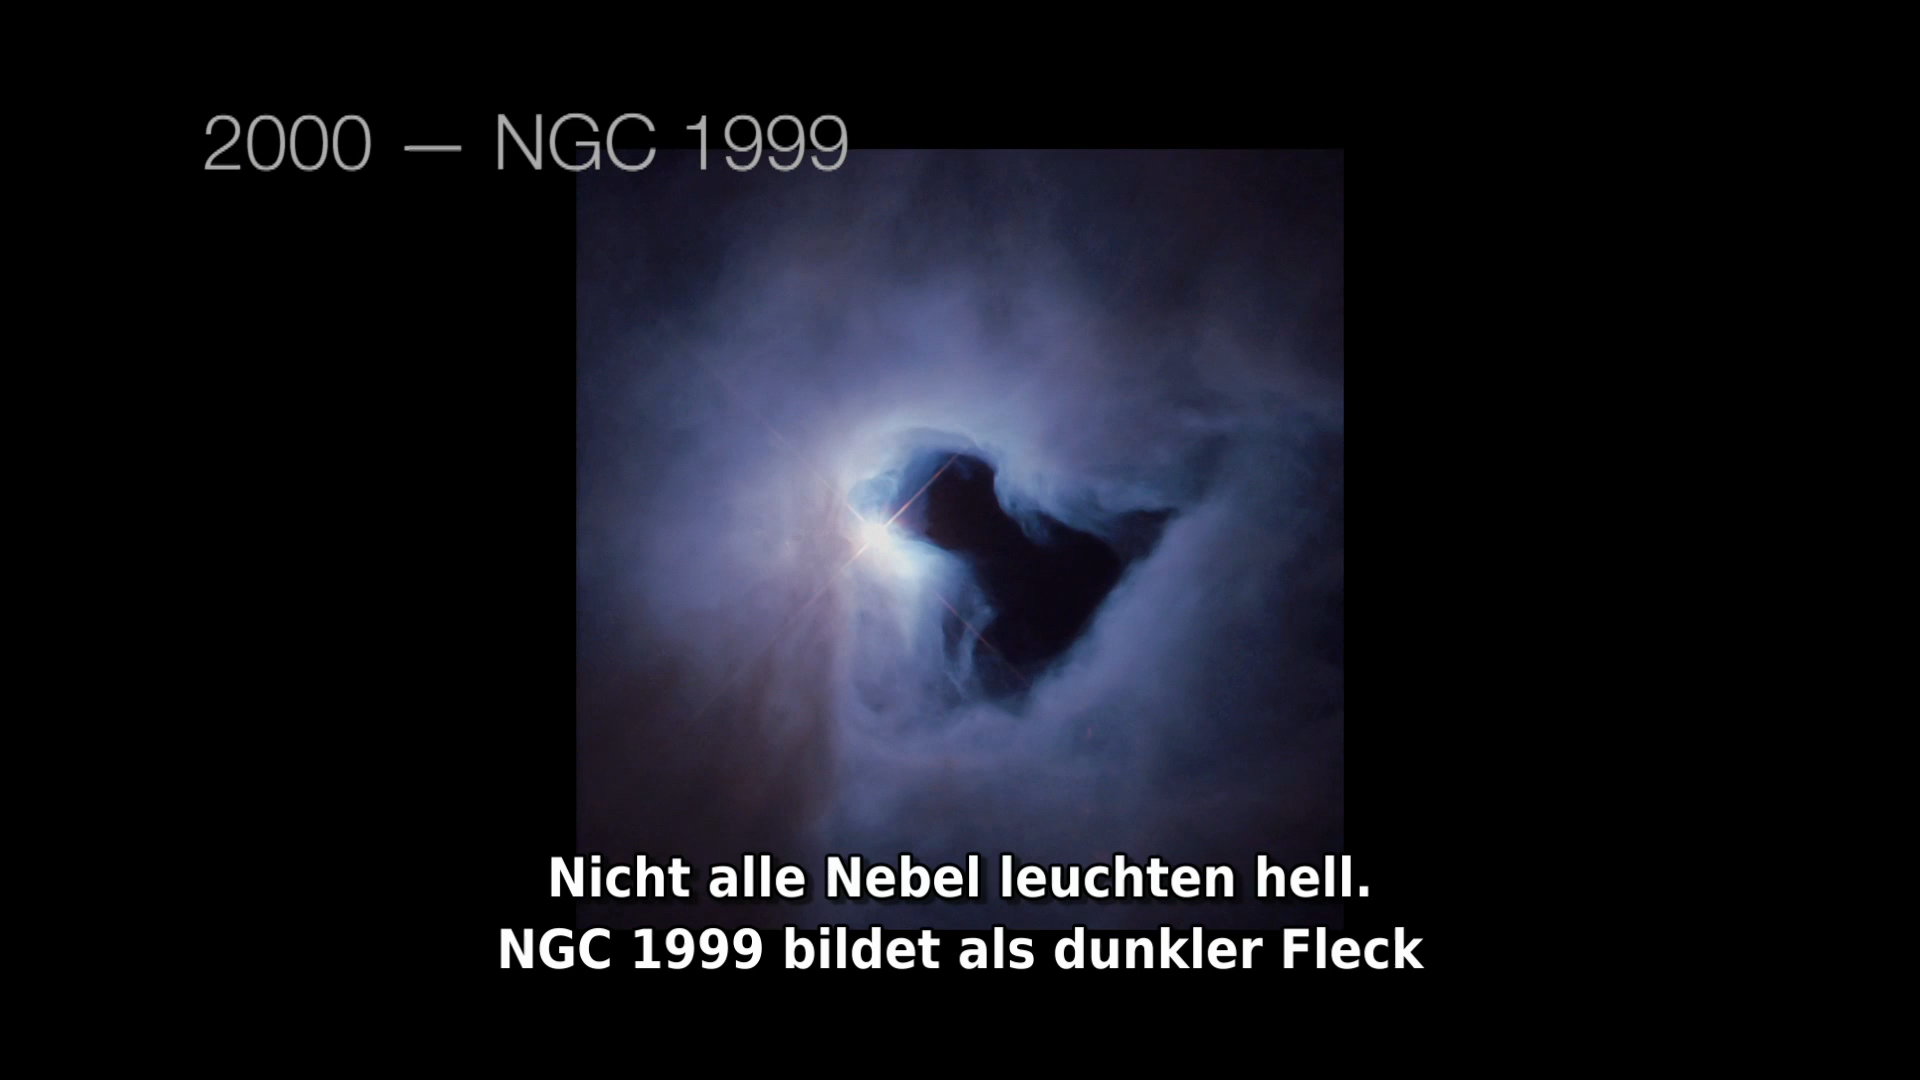 2000 — NGC 1999
Nicht alle Nebel leuchten hell.
NGC 1999 bildet als dunkler Fleck